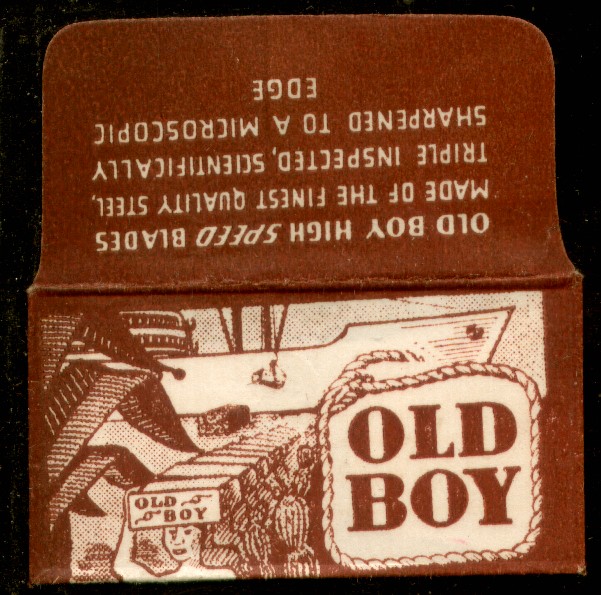 OLD BOY HIGH SPEED BLADES
MADE OF THE FINEST QUALITY STEEL,
TRIPLE INSPECTED, SCIENTIFICALLY
SHARPENED TO A MICROSCOPIC
EDGE
OLD
BOY
OLD
BOY